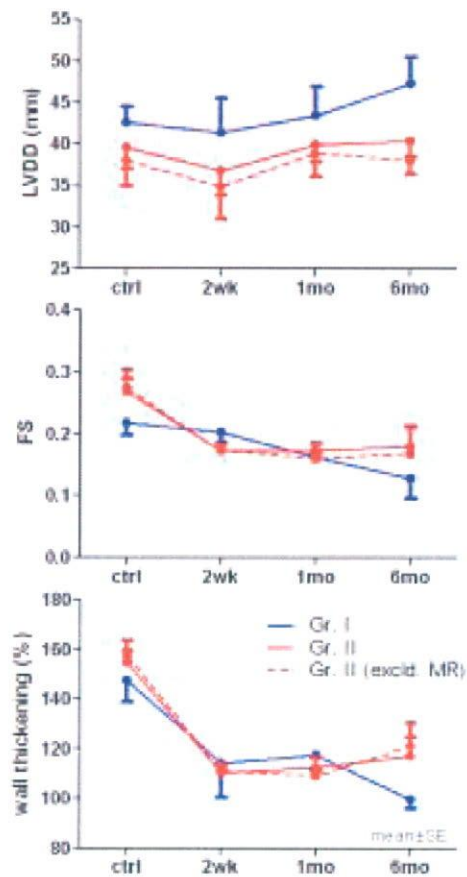 LVDD (mm)
50
45
40
35
30
25
ctrl 2wk 1mo 6mo
FS
0.4
0.3
0.2
0.1
0.0
ctrl 2wk 1mo 6mo
wall thickening (%)
180
160
140
120
100
80
Gr. I
Gr. II
Gr. II (excld. MR)
mean±SE
ctrl 2wk 1mo 6mo